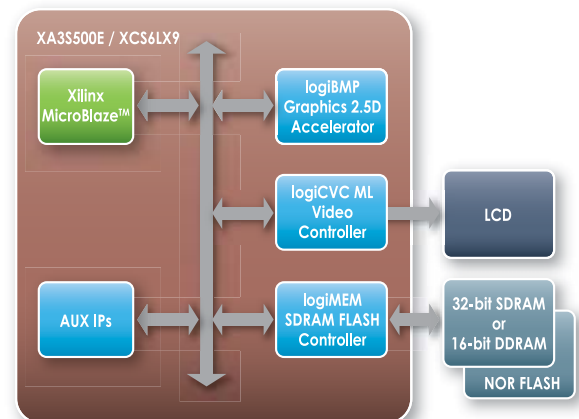 XA3S500E / XCS6LX9
Xilinx
MicroBlaze™
logiBMP
Graphics 2.5D
Accelerator
logiCVC ML
Video
Controller
LCD
AUX IPs
logiMEM
SDRAM FLASH
Controller
32-bit SDRAM
or
16-bit DDRAM
NOR FLASH